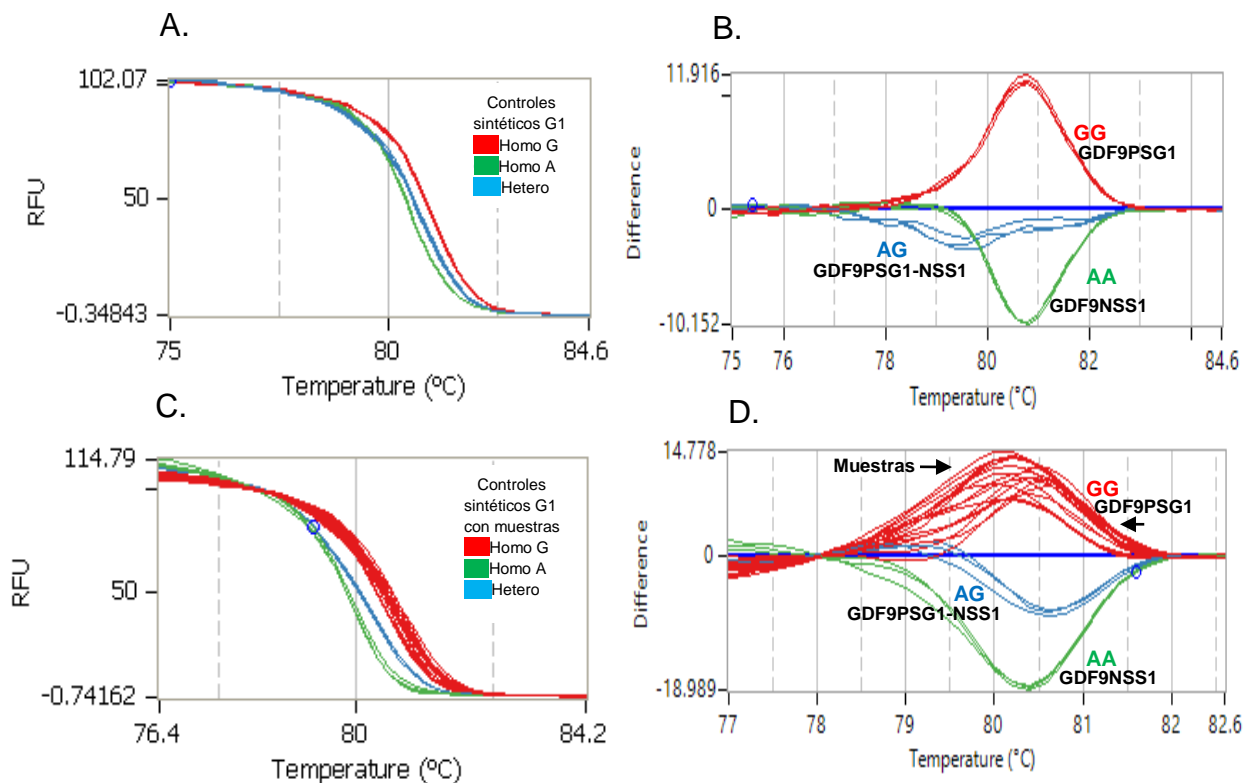 A.
102.07
50
-0.34843
RFU
75
80
84.6
Temperature (ºC)
Controles
sintéticos G1
Homo G
Homo A
Hetero
B.
11.916
0
-10.152
Difference
75
76
78
80
82
84.6
Temperature (°C)
GG
GDF9PSG1
AG
GDF9PSG1-NSS1
AA
GDF9NSS1
C.
114.79
50
-0.74162
RFU
76.4
80
84.2
Temperature (ºC)
Controles
sintéticos G1
con muestras
Homo G
Homo A
Hetero
D.
14.778
0
-18.989
Difference
77
78
79
80
81
82
82.6
Temperature (°C)
Muestras
GG
GDF9PSG1
AG
GDF9PSG1-NSS1
AA
GDF9NSS1